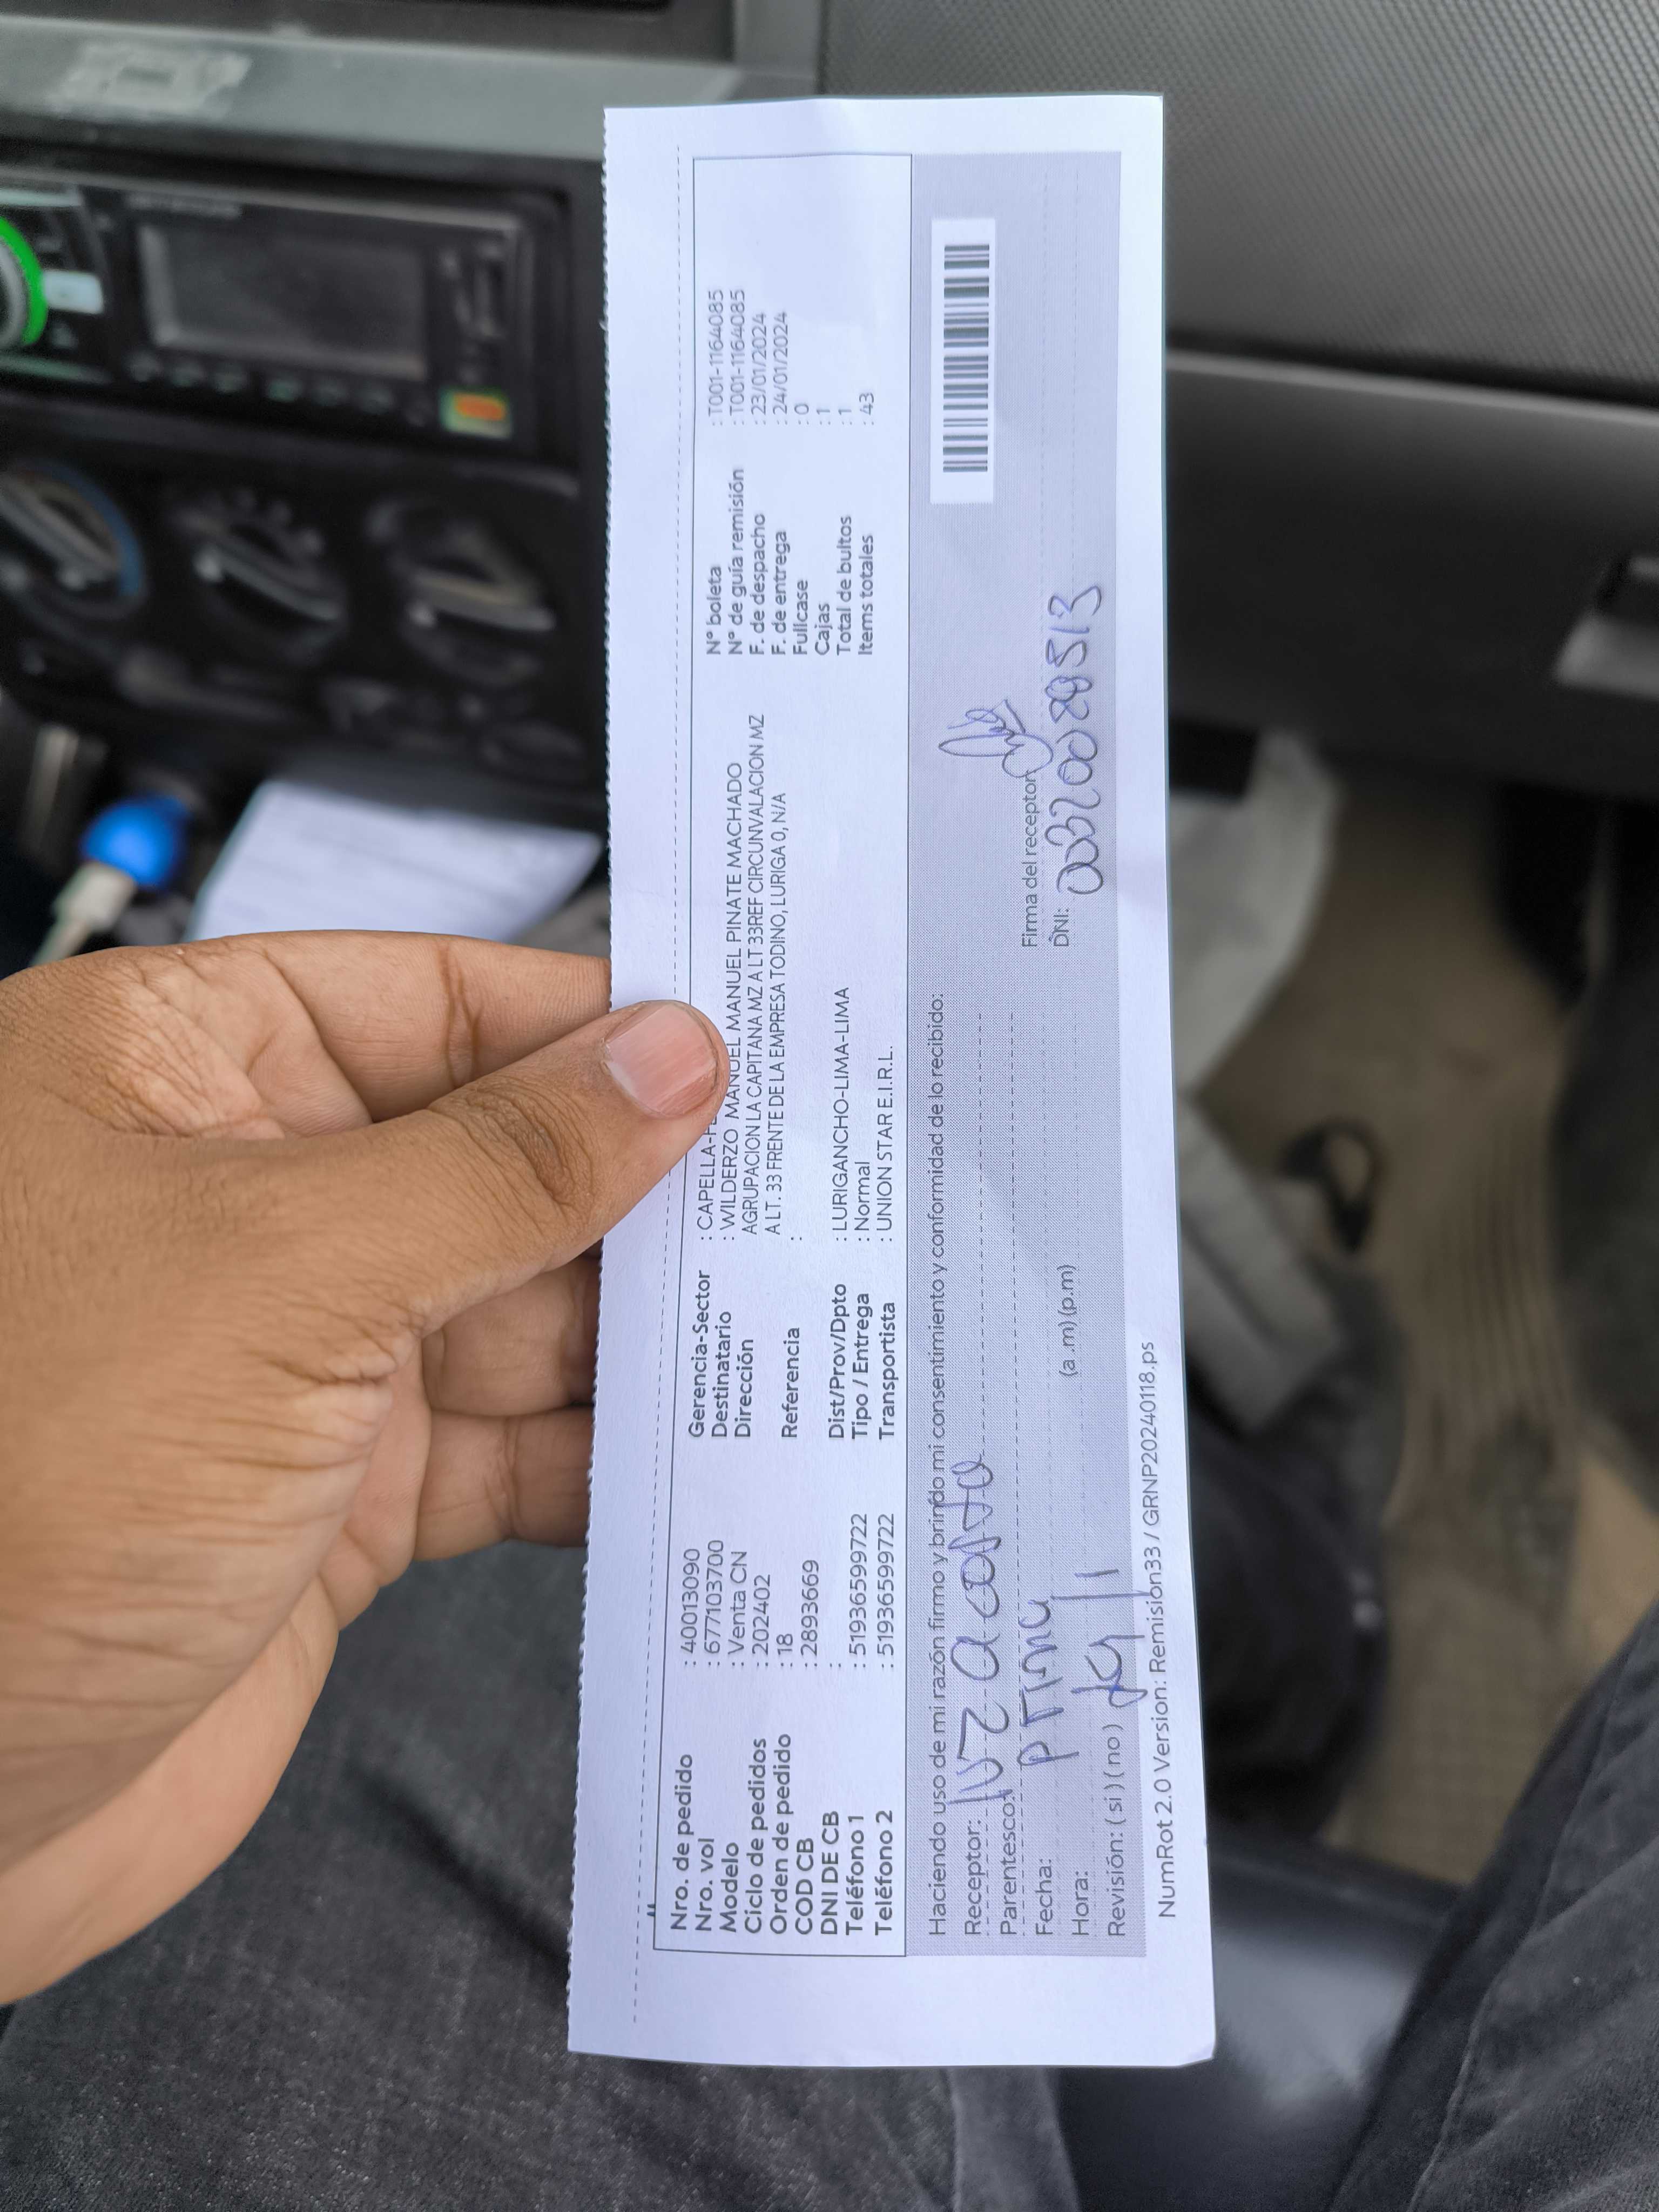 Nro. de pedido : 40013090
Nro. vol : 677103700
Modelo : Venta CN
Ciclo de pedidos : 202402
Orden de pedido : 18
COD CB : 2893669
DNI DE CB :
Teléfono 1 : 51936599722
Teléfono 2 : 51936599722
Gerencia-Sector : CAPELLA-
Destinatario : WILDERZO MANUEL MANUEL PINATE MACHADO
Dirección AGRUPACION LA CAPITANA MZ A LT 33REF CIRCUNVALACION MZ
A LT. 33 FRENTE DE LA EMPRESA TODINO, LURIGA 0, N/A
Referencia :
Dist/Prov/Dpto : LURIGANCHO-LIMA-LIMA
Tipo / Entrega : Normal
Transportista : UNION STAR E.I.R.L.
N° boleta : T001-1164085
N° de guía remisión : T001-1164085
F. de despacho : 23/01/2024
F. de entrega : 24/01/2024
Fullcase : 0
Cajas : 1
Total de bultos : 1
Items totales : 43
Haciendo uso de mi razón firmo y brindo mi consentimiento y conformidad de lo recibido:
Receptor: luz acosta
Parentesco: prima
Fecha:
Hora: (a .m) (p.m)
Revisión: ( si ) ( no )
Firma del receptor
DNI: 003200289513
NumRot 2.0 Version: Remisión33 / GRNP20240118.ps